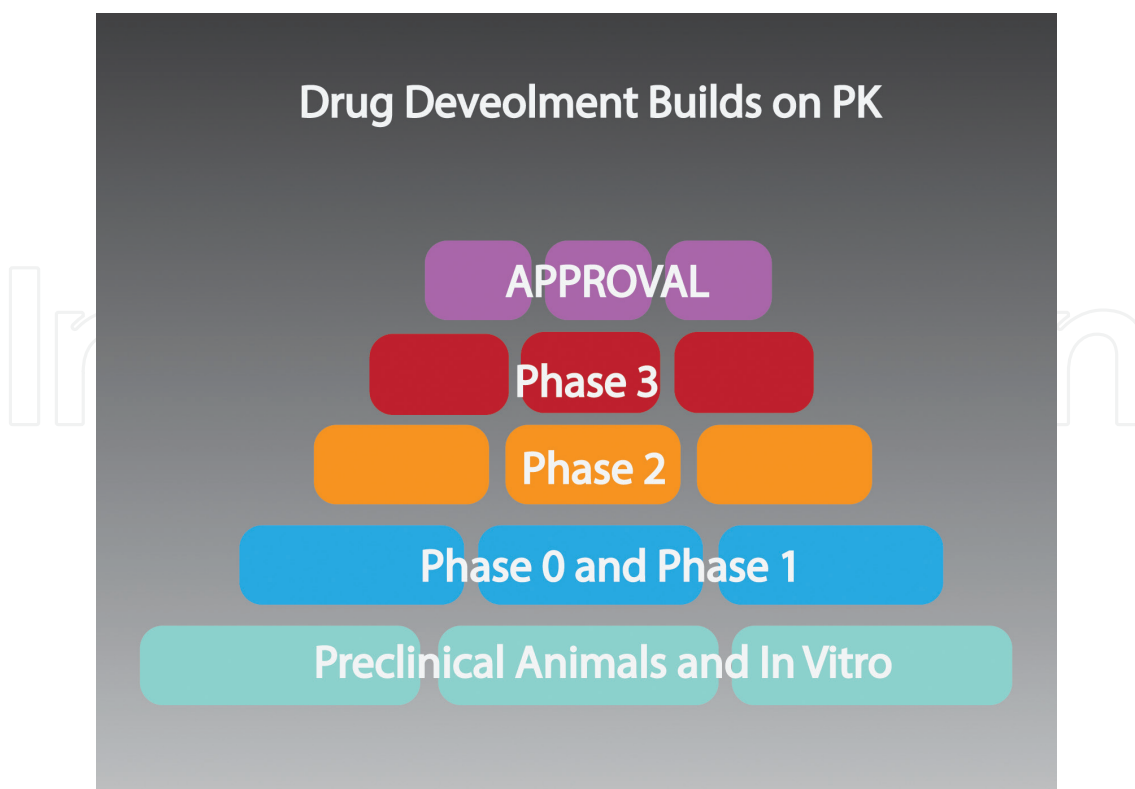 Drug Deveolment Builds on PK
APPROVAL
Phase 3
Phase 2
Phase 0 and Phase 1
Preclinical Animals and In Vitro